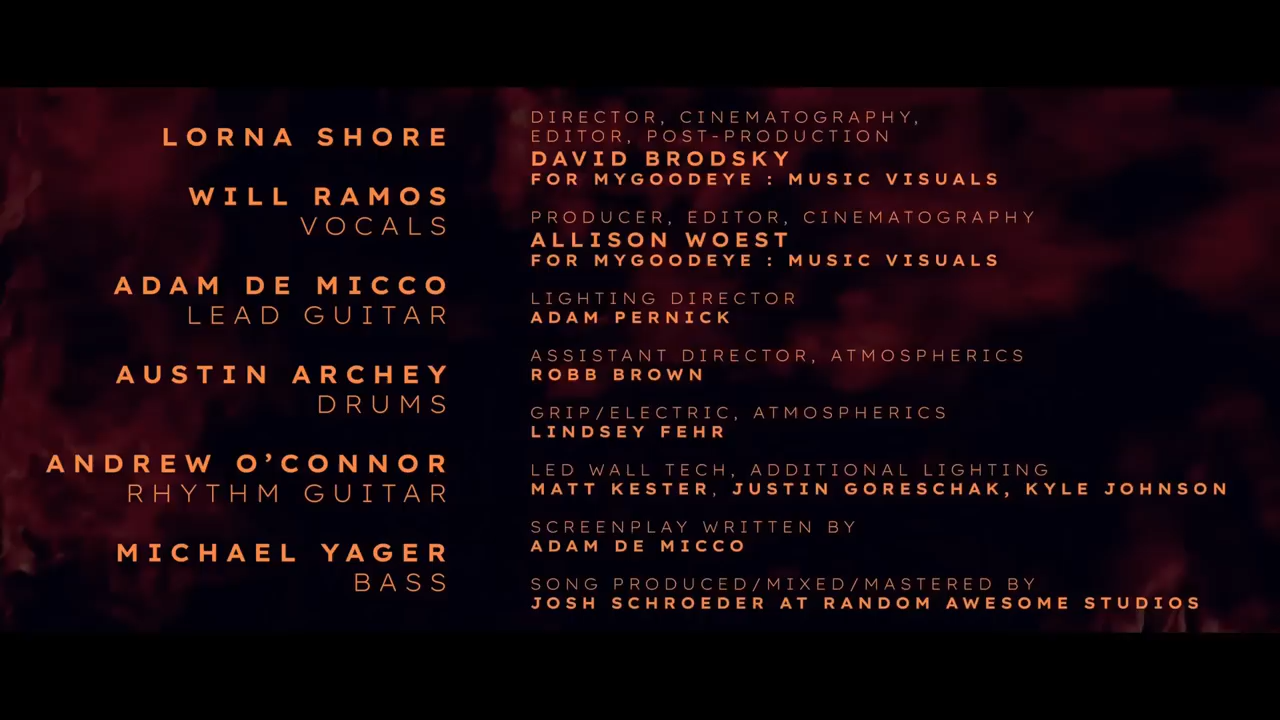 LORNA SHORE
WILL RAMOS
VOCALS
ADAM DE MICCO
LEAD GUITAR
AUSTIN ARCHEY
DRUMS
ANDREW O’CONNOR
RHYTHM GUITAR
MICHAEL YAGER
BASS
DIRECTOR, CINEMATOGRAPHY,
EDITOR, POST-PRODUCTION
DAVID BRODSKY
FOR MYGOODEYE : MUSIC VISUALS
PRODUCER, EDITOR, CINEMATOGRAPHY
ALLISON WOEST
FOR MYGOODEYE : MUSIC VISUALS
LIGHTING DIRECTOR
ADAM PERNICK
ASSISTANT DIRECTOR, ATMOSPHERICS
ROBB BROWN
GRIP/ELECTRIC, ATMOSPHERICS
LINDSEY FEHR
LED WALL TECH, ADDITIONAL LIGHTING
MATT KESTER, JUSTIN GORESCHAK, KYLE JOHNSON
SCREENPLAY WRITTEN BY
ADAM DE MICCO
SONG PRODUCED/MIXED/MASTERED BY
JOSH SCHROEDER AT RANDOM AWESOME STUDIOS